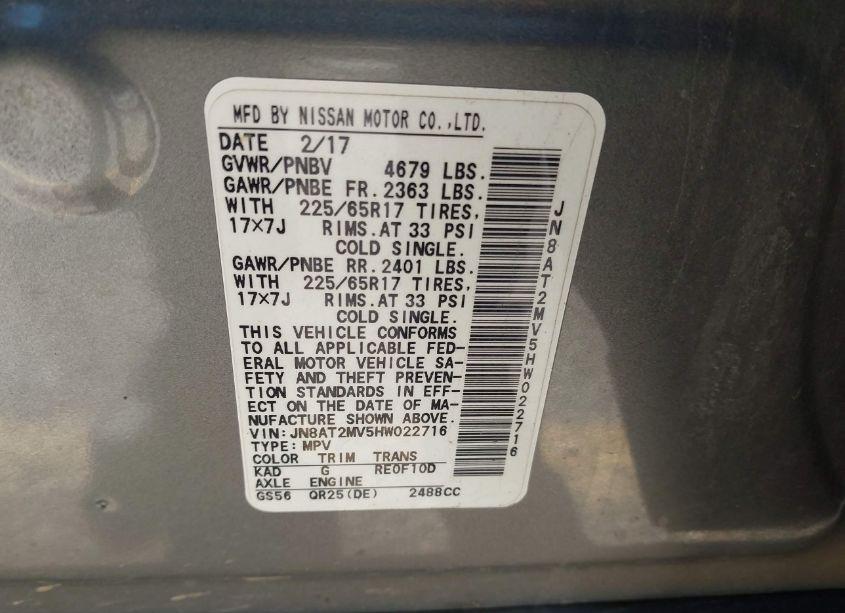 MFD BY NISSAN MOTOR CO.,LTD.
DATE 2/17
GVWR/PNBV 4679 LBS.
GAWR/PNBE FR. 2363 LBS.
WITH 225/65R17 TIRES,
17×7J RIMS.AT 33 PSI
COLD SINGLE.
GAWR/PNBE RR. 2401 LBS.
WITH 225/65R17 TIRES,
17×7J RIMS.AT 33 PSI
COLD SINGLE.
THIS VEHICLE CONFORMS
TO ALL APPLICABLE FED-
ERAL MOTOR VEHICLE SA-
FETY AND THEFT PREVEN-
TION STANDARDS IN EFF-
ECT ON THE DATE OF MA-
NUFACTURE SHOWN ABOVE.
VIN: JN8AT2MV5HW022716
TYPE: MPV
COLOR TRIM TRANS
KAD G RE0F10D
AXLE ENGINE
GS56 QR25(DE) 2488CC
JN8AT2MV5HW022716